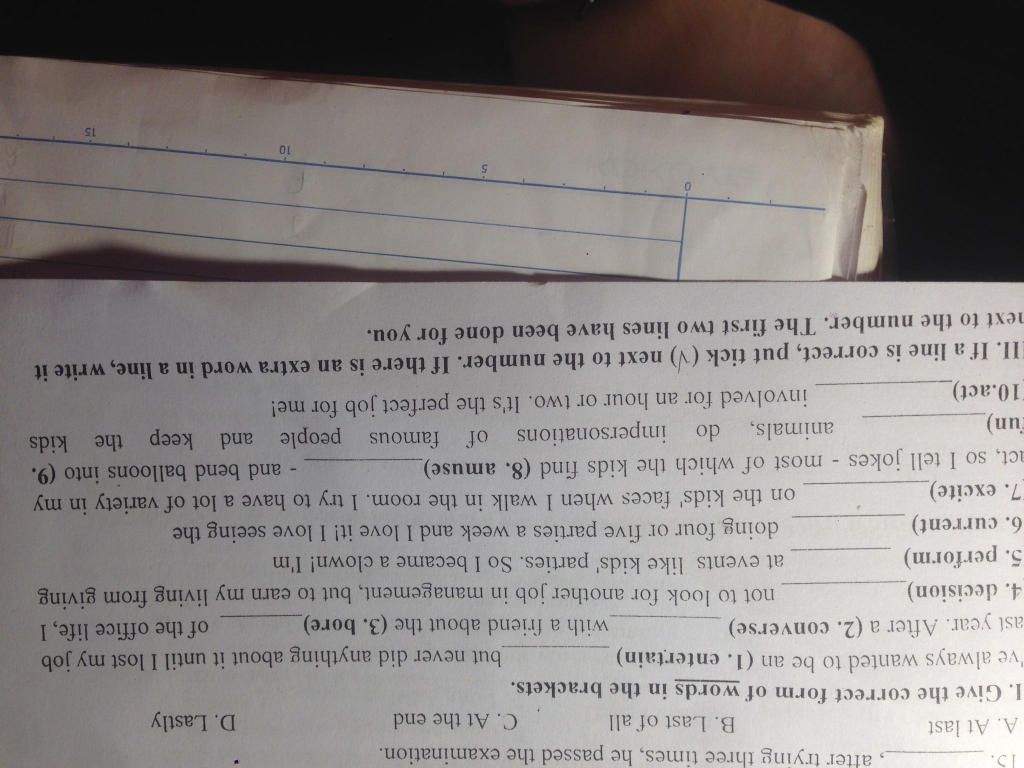 15. ________, after trying three times, he passed the examination.
A. At last B. Last of all C. At the end D. Lastly
I. Give the correct form of words in the brackets.
've always wanted to be an (1. entertain) ________but never did anything about it until I lost my job
ast year. After a (2. converse) ________with a friend about the (3. bore)________ of the office life, I
4. decision)________ not to look for another job in management, but to earn my living from giving
5. perform) ________ at events like kids' parties. So I became a clown! I'm
6. current) ________ doing four or five parties a week and I love it! I love seeing the
(7. excite)________ on the kids' faces when I walk in the room. I try to have a lot of variety in my
act, so I tell jokes - most of which the kids find (8. amuse)________ - and bend balloons into (9.
fun) ________ animals, do impersonations of famous people and keep the kids
(10.act)________ involved for an hour or two. It's the perfect job for me!
III. If a line is correct, put tick (√) next to the number. If there is an extra word in a line, write it
next to the number. The first two lines have been done for you.
0 5 10 15